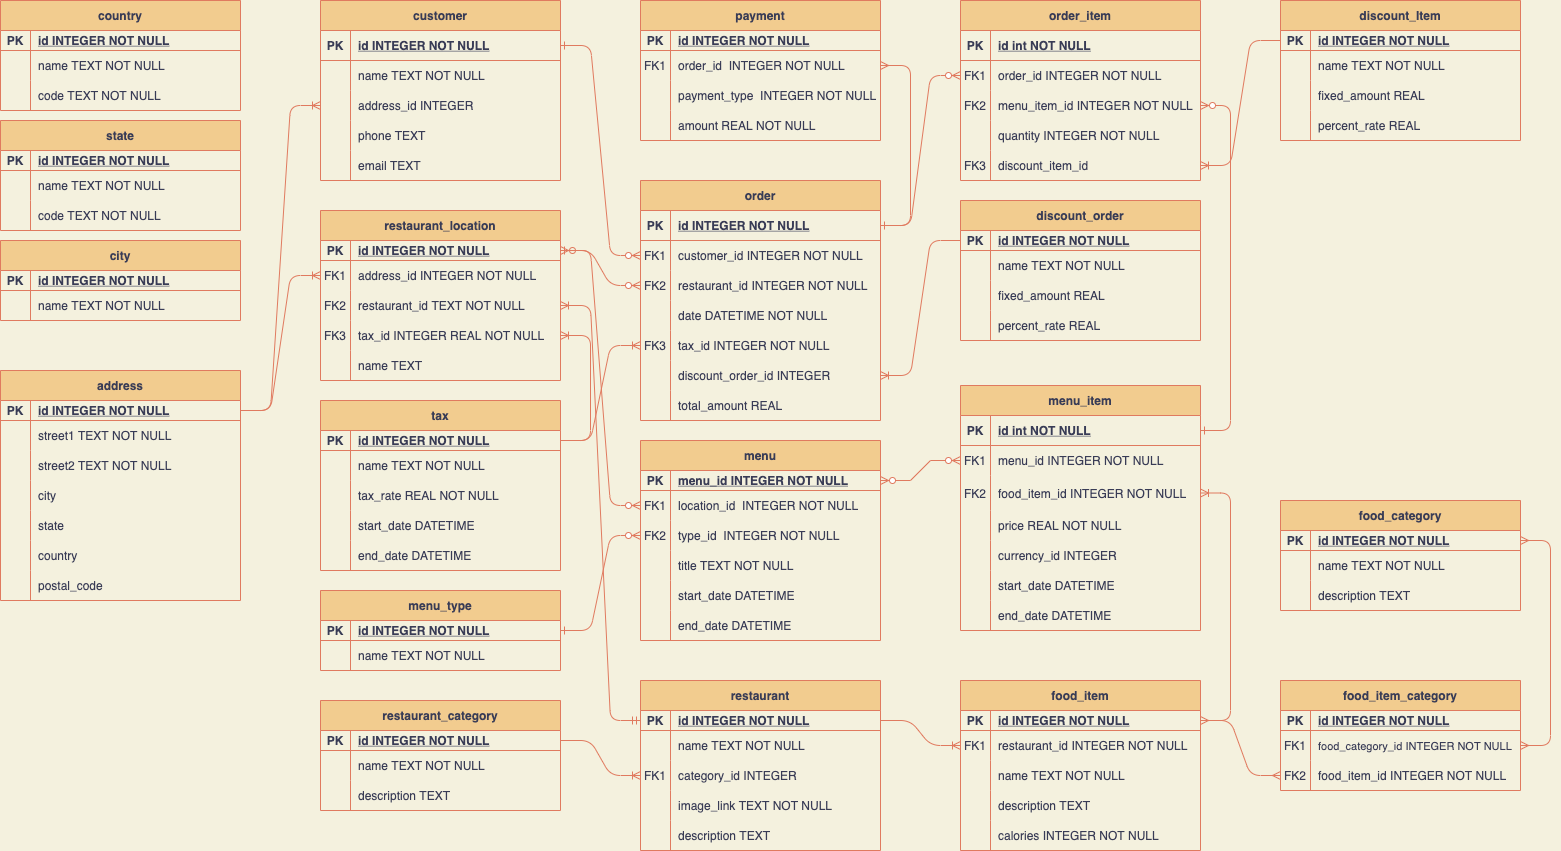 country
PK id INTEGER NOT NULL
name TEXT NOT NULL
code TEXT NOT NULL
state
PK id INTEGER NOT NULL
name TEXT NOT NULL
code TEXT NOT NULL
city
PK id INTEGER NOT NULL
name TEXT NOT NULL
address
PK id INTEGER NOT NULL
street1 TEXT NOT NULL
street2 TEXT NOT NULL
city
state
country
postal_code
customer
PK id INTEGER NOT NULL
name TEXT NOT NULL
address_id INTEGER
phone TEXT
email TEXT
restaurant_location
PK id INTEGER NOT NULL
FK1 address_id INTEGER NOT NULL
FK2 restaurant_id TEXT NOT NULL
FK3 tax_id INTEGER REAL NOT NULL
name TEXT
tax
PK id INTEGER NOT NULL
name TEXT NOT NULL
tax_rate REAL NOT NULL
start_date DATETIME
end_date DATETIME
menu_type
PK id INTEGER NOT NULL
name TEXT NOT NULL
restaurant_category
PK id INTEGER NOT NULL
name TEXT NOT NULL
description TEXT
payment
PK id INTEGER NOT NULL
FK1 order_id INTEGER NOT NULL
payment_type INTEGER NOT NULL
amount REAL NOT NULL
order
PK id INTEGER NOT NULL
FK1 customer_id INTEGER NOT NULL
FK2 restaurant_id INTEGER NOT NULL
date DATETIME NOT NULL
FK3 tax_id INTEGER NOT NULL
discount_order_id INTEGER
total_amount REAL
menu
PK menu_id INTEGER NOT NULL
FK1 location_id INTEGER NOT NULL
FK2 type_id INTEGER NOT NULL
title TEXT NOT NULL
start_date DATETIME
end_date DATETIME
restaurant
PK id INTEGER NOT NULL
name TEXT NOT NULL
FK1 category_id INTEGER
image_link TEXT NOT NULL
description TEXT
order_item
PK id int NOT NULL
FK1 order_id INTEGER NOT NULL
FK2 menu_item_id INTEGER NOT NULL
quantity INTEGER NOT NULL
FK3 discount_item_id
discount_order
PK id INTEGER NOT NULL
name TEXT NOT NULL
fixed_amount REAL
percent_rate REAL
menu_item
PK id int NOT NULL
FK1 menu_id INTEGER NOT NULL
FK2 food_item_id INTEGER NOT NULL
price REAL NOT NULL
currency_id INTEGER
start_date DATETIME
end_date DATETIME
food_item
PK id INTEGER NOT NULL
FK1 restaurant_id INTEGER NOT NULL
name TEXT NOT NULL
description TEXT
calories INTEGER NOT NULL
discount_Item
PK id INTEGER NOT NULL
name TEXT NOT NULL
fixed_amount REAL
percent_rate REAL
food_category
PK id INTEGER NOT NULL
name TEXT NOT NULL
description TEXT
food_item_category
PK id INTEGER NOT NULL
FK1 food_category_id INTEGER NOT NULL
FK2 food_item_id INTEGER NOT NULL